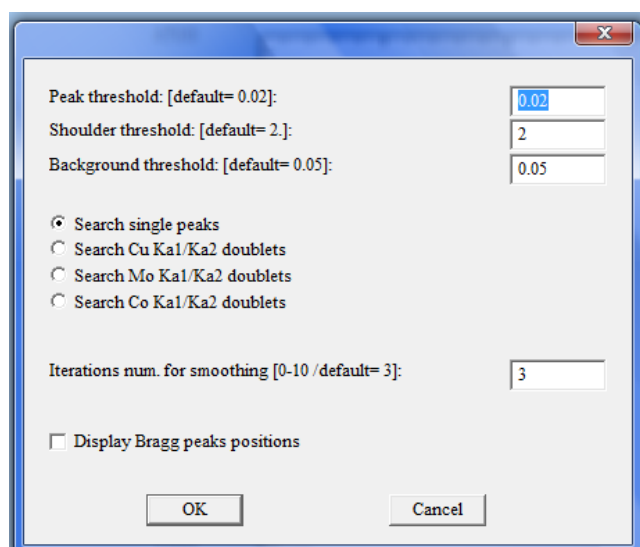 Peak threshold: [default= 0.02]: 0.02
Shoulder threshold: [default= 2.]: 2
Background threshold: [default= 0.05]: 0.05
Search single peaks
Search Cu Ka1/Ka2 doublets
Search Mo Ka1/Ka2 doublets
Search Co Ka1/Ka2 doublets
Iterations num. for smoothing [0-10 /default= 3]: 3
Display Bragg peaks positions
OK Cancel